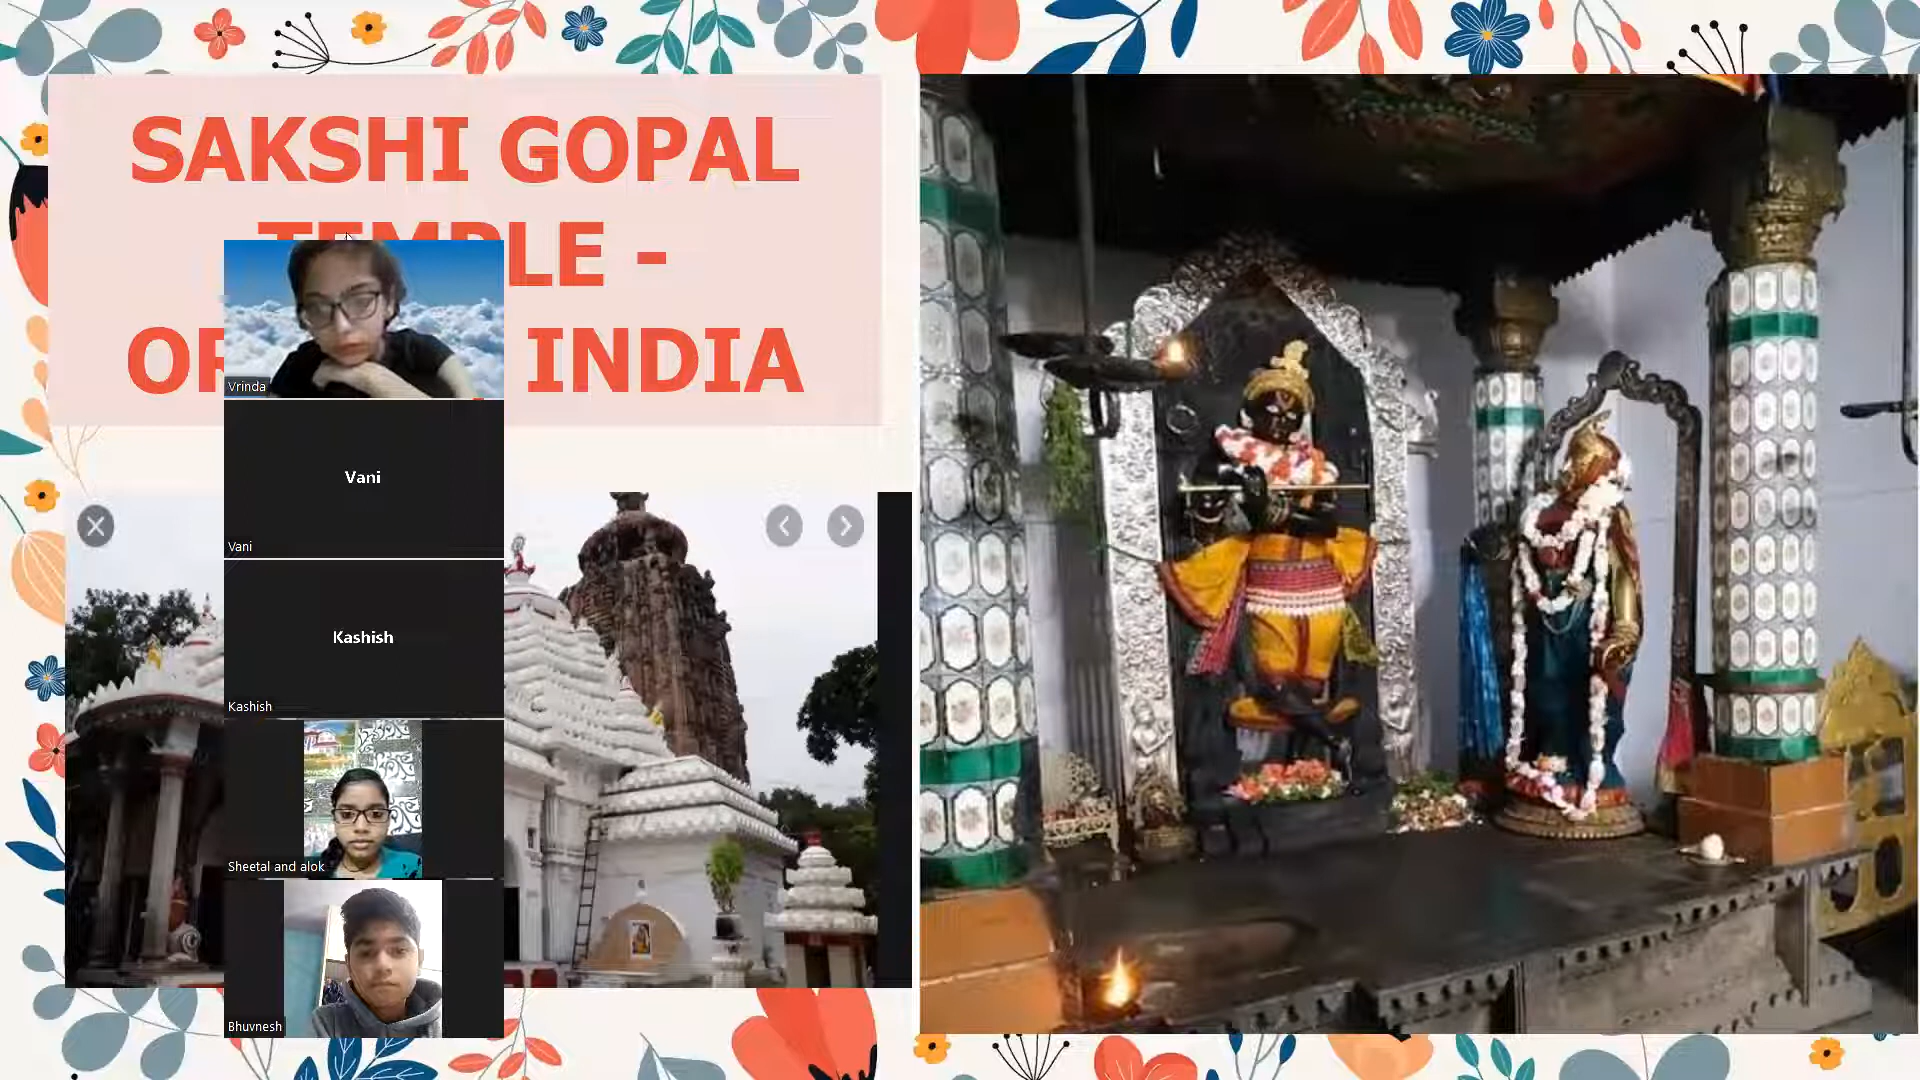 SAKSHI GOPAL
LE -
INDIA
Vrinda
Vani
Vani
Kashish
Kashish
Sheetal and alok
Bhuvnesh